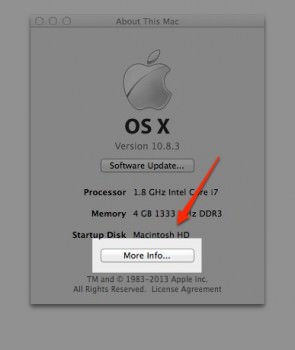 About This Mac
OS X
Version 10.8.3
Software Update...
Processor 1.8 GHz Intel Core i7
Memory 4 GB 1333 MHz DDR3
Startup Disk Macintosh HD
More Info...
TM and © 1983-2013 Apple Inc.
All Rights Reserved. License Agreement